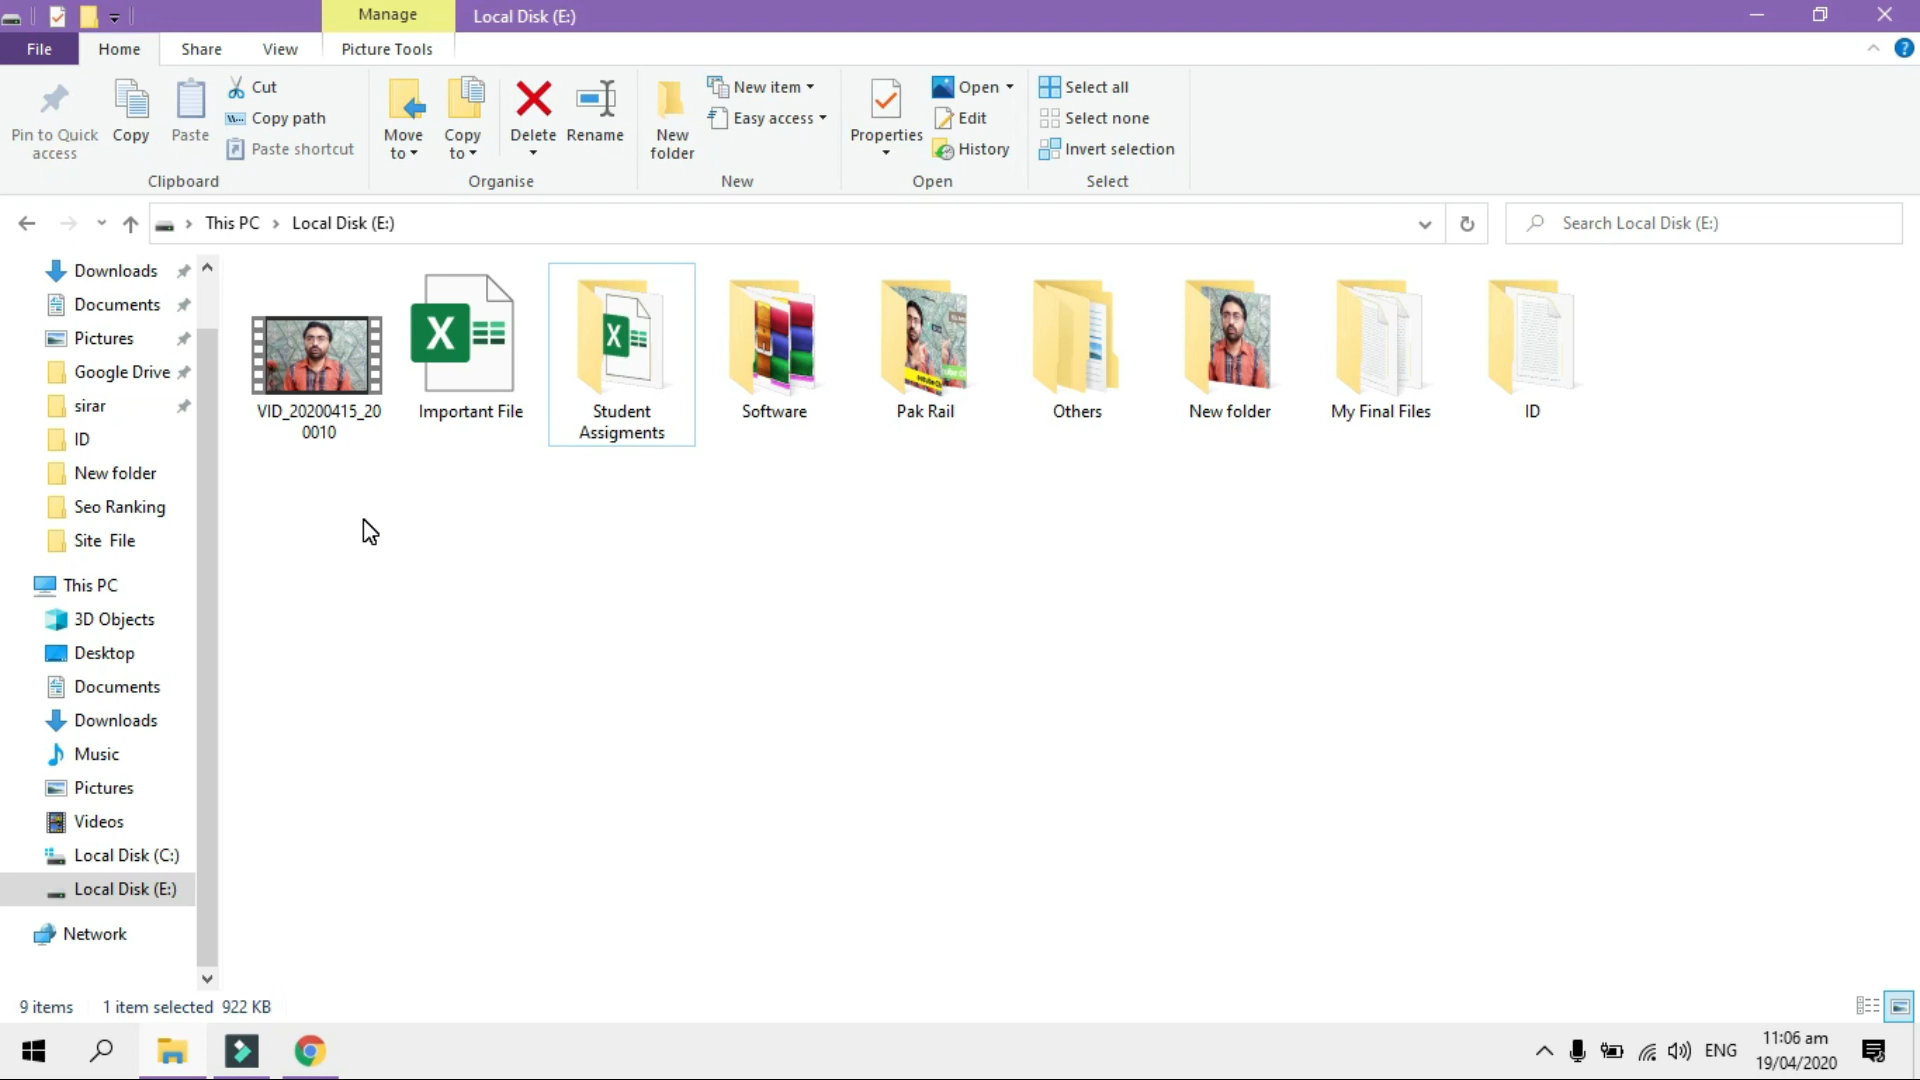 Manage
Local Disk (E:)
File
Home
Share
View
Picture Tools
Pin to Quick
access
Copy
Paste
Cut
Copy path
Paste shortcut
Clipboard
Move
to
Copy
to
Delete
Rename
Organise
New
folder
New item
Easy access
New
Properties
Open
Edit
History
Open
Select all
Select none
Invert selection
Select
This PC
Local Disk (E:)
Search Local Disk (E:)
Downloads
Documents
Pictures
Google Drive
sirar
ID
New folder
Seo Ranking
Site File
This PC
3D Objects
Desktop
Documents
Downloads
Music
Pictures
Videos
Local Disk (C:)
Local Disk (E:)
Network
VID_20200415_20
0010
Important File
Student
Assigments
Software
Pak Rail
Others
New folder
My Final Files
ID
9 items
1 item selected 922 KB
ENG
11:06 am
19/04/2020